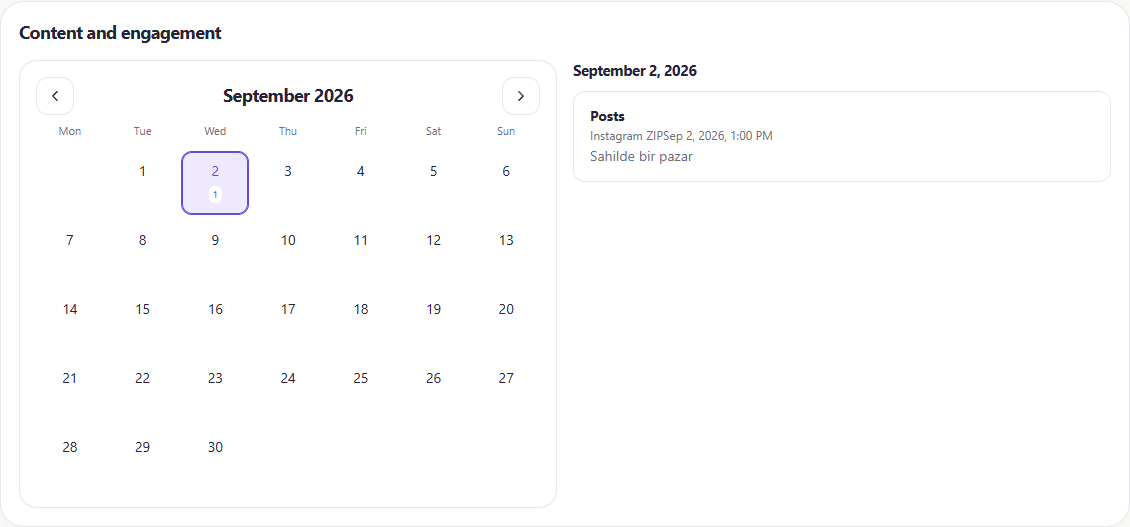 Content and engagement
September 2026
Mon Tue Wed Thu Fri Sat Sun
1 2 3 4 5 6
1
7 8 9 10 11 12 13
14 15 16 17 18 19 20
21 22 23 24 25 26 27
28 29 30
September 2, 2026
Posts
Instagram ZIPSep 2, 2026, 1:00 PM
Sahilde bir pazar